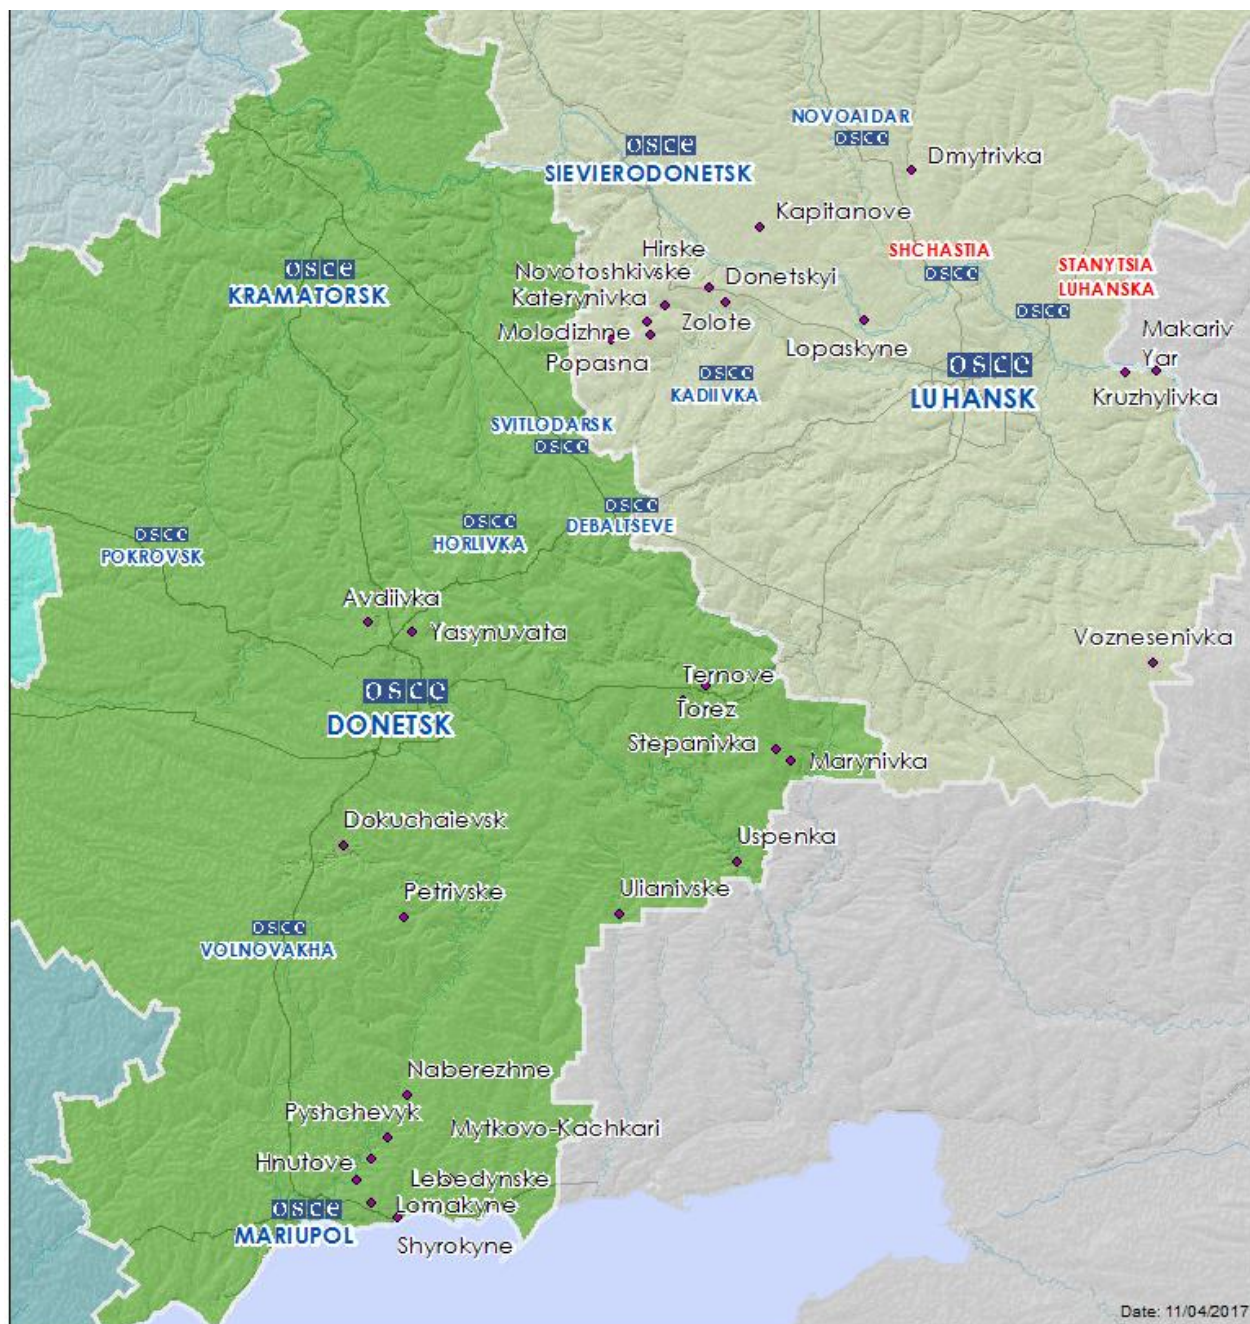 NOVOAIDAR
osce
osce
SIEVIERODONETSK
Dmytrivka
Kapitanove
Hirske
SHCHASTIA
osce
STANYTSIA
LUHANSKA
osce
osce
KRAMATORSK
Novotoshkivske
Donetskyi
Katerynivka
Zolote
Molodizhne
Popasna
Lopaskyne
Makariv
Yar
Kruzhylivka
osce
KADIIVKA
osce
LUHANSK
SVITLODARSK
osce
osce
DEBALTSEVE
osce
HORLIVKA
osce
POKROVSK
Avdiivka
Yasynuvata
Voznesenivka
osce
DONETSK
Ternove
Torez
Stepanivka
Marynivka
Dokuchaievsk
Uspenka
Petrivske
Ulianivske
osce
VOLNOVAKHA
Naberezhne
Pyshchevyk
Mytkovo-Kachkari
Hnutove
Lebedynske
Lomakyne
osce
MARIUPOL
Shyrokyne
Date: 11/04/2017